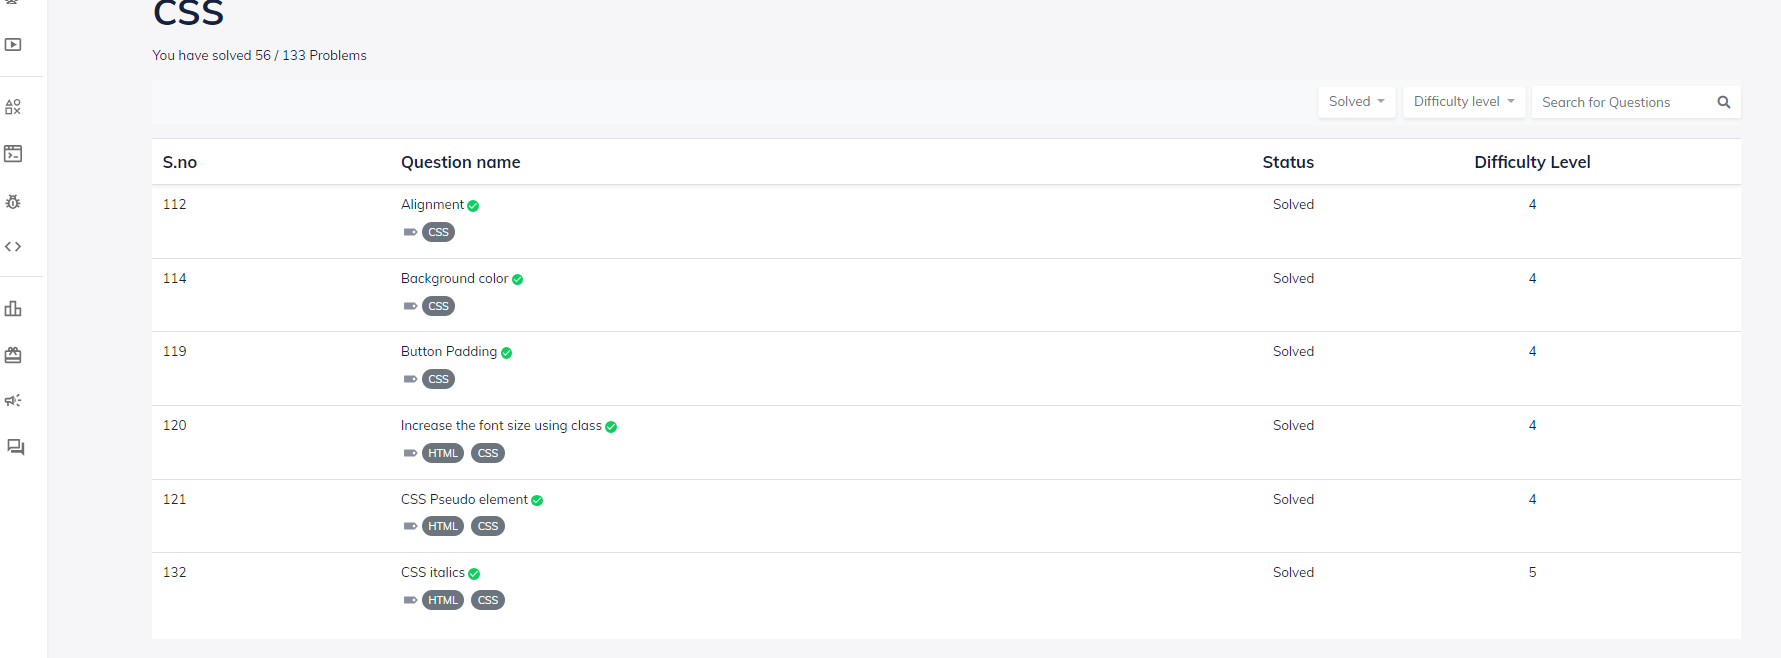 CSS
You have solved 56 / 133 Problems
Solved Difficulty level Search for Questions
S.no Question name Status Difficulty Level
112 Alignment Solved 4
CSS
114 Background color Solved 4
CSS
119 Button Padding Solved 4
CSS
120 Increase the font size using class Solved 4
HTML CSS
121 CSS Pseudo element Solved 4
HTML CSS
132 CSS italics Solved 5
HTML CSS